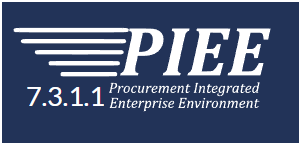 PIEE
7.3.1.1 Procurement Integrated
Enterprise Environment